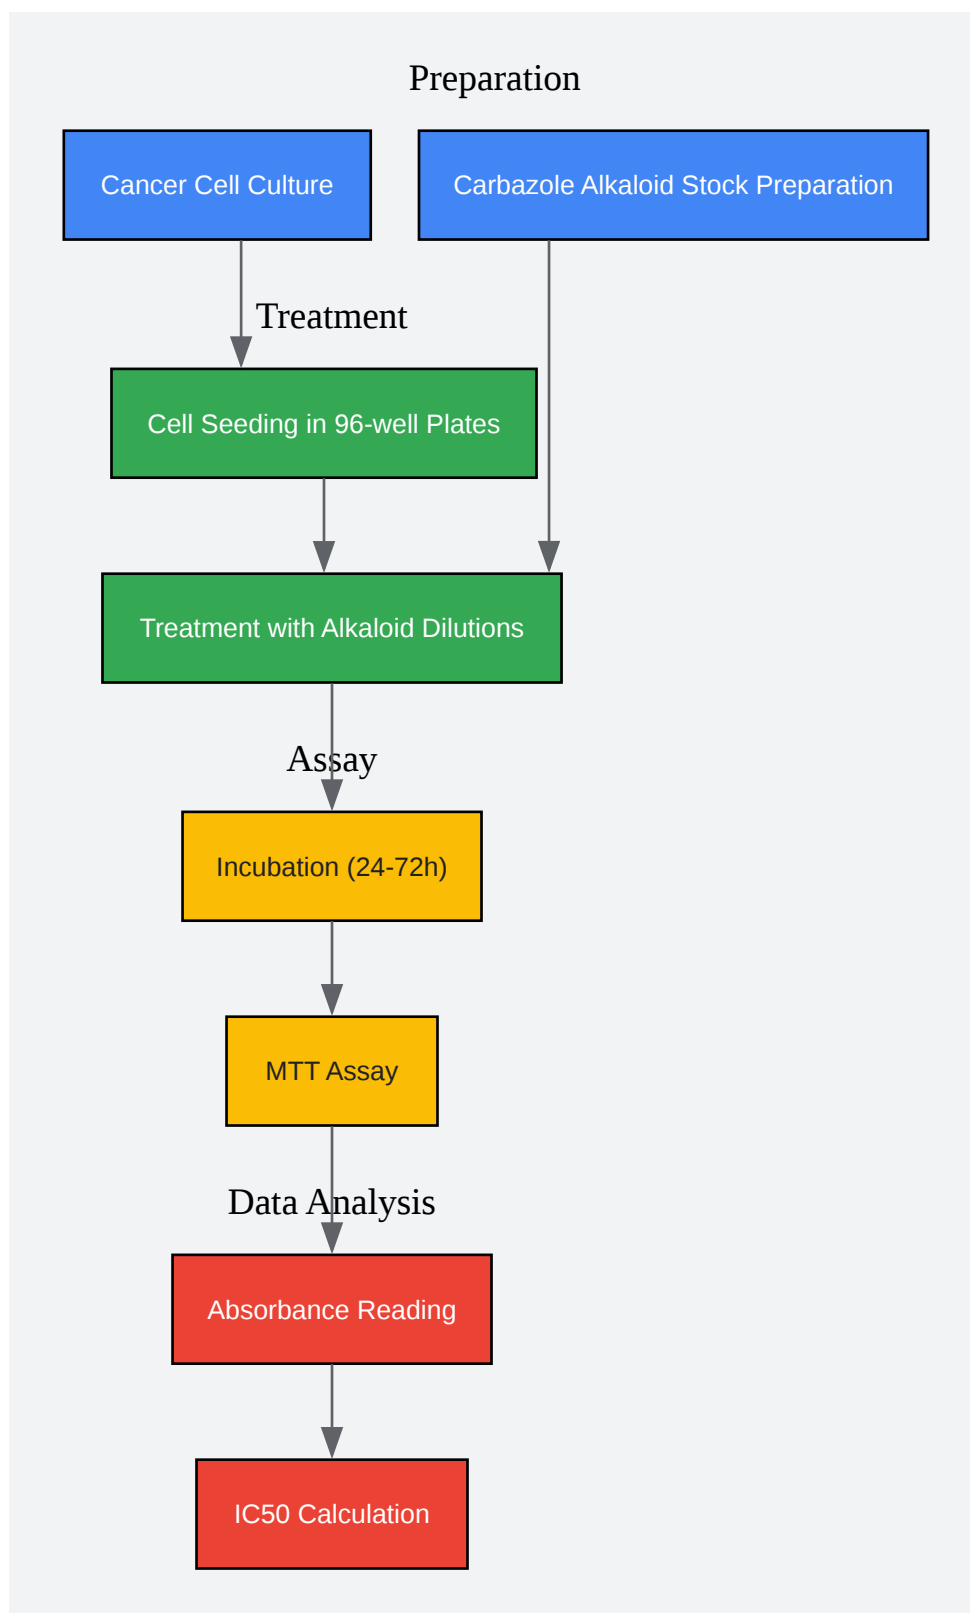 Preparation
Cancer Cell Culture
Carbazole Alkaloid Stock Preparation
Treatment
Cell Seeding in 96-well Plates
Treatment with Alkaloid Dilutions
Assay
Incubation (24-72h)
MTT Assay
Data Analysis
Absorbance Reading
IC50 Calculation